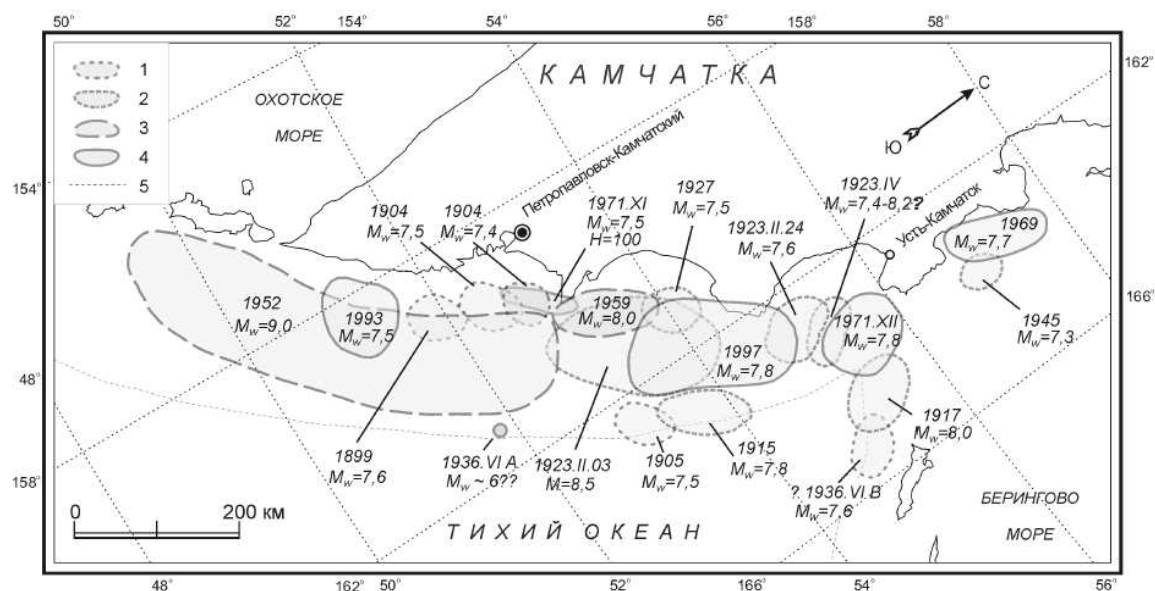 50°
52°
154°
54°
56°
158°
58°
162°
1
2
3
4
5
ОХОТСКОЕ
МОРЕ
КАМЧАТКА
С
Ю
Петропавловск-Камчатский
Усть-Камчатск
154°
1904
Mw=7,5
1904
Mw=7,4
1971.XI
Mw=7,5
H=100
1927
Mw=7,5
1923.II.24
Mw=7,6
1923.IV
Mw=7,4-8,2?
1969
Mw=7,7
166°
1952
Mw=9,0
1993
Mw=7,5
1959
Mw=8,0
1997
Mw=7,8
1971.XII
Mw=7,8
1945
Mw=7,3
48°
1899
Mw=7,6
1936.VI A
Mw ~ 6??
1923.II.03
M=8,5
1905
Mw=7,5
1915
Mw=7,8
1917
Mw=8,0
? 1936.VI.B
Mw=7,6
158°
0
200 км
ТИХИЙ ОКЕАН
БЕРИНГОВО
МОРЕ
48°
162°
50°
52°
166°
54°
56°